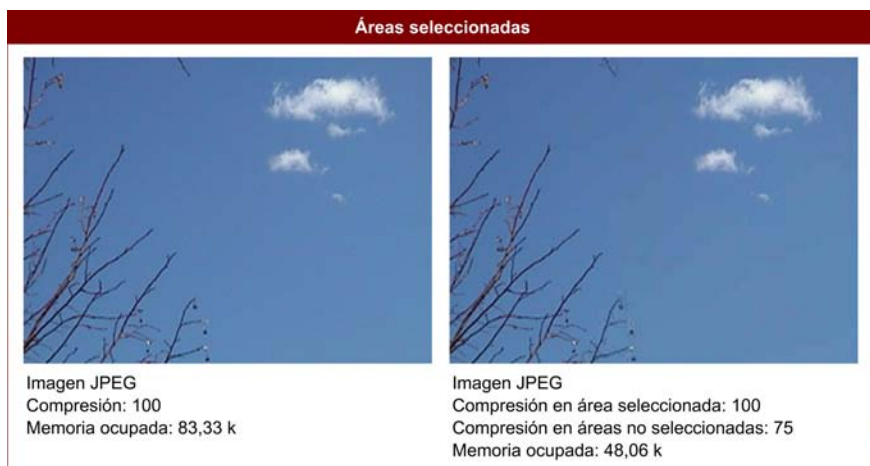 Áreas seleccionadas
Imagen JPEG
Compresión: 100
Memoria ocupada: 83,33 k
Imagen JPEG
Compresión en área seleccionada: 100
Compresión en áreas no seleccionadas: 75
Memoria ocupada: 48,06 k